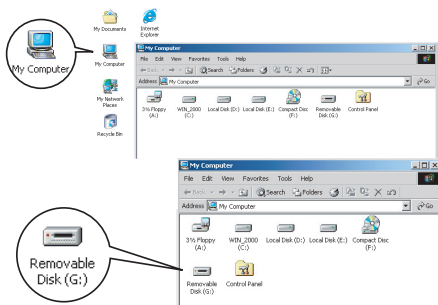 My Documents
Internet
Explorer
My Computer
My Computer
My Network
Places
Recycle Bin
My Computer
File Edit View Favorites Tools Help
Back Search Folders
Address My Computer Go
3½ Floppy
(A:)
WIN_2000
(C:)
Local Disk (D:)
Local Disk (E:)
Compact Disc
(F:)
Removable
Disk (G:)
Control Panel
My Computer
File Edit View Favorites Tools Help
Back Search Folders
Address My Computer Go
3½ Floppy
(A:)
WIN_2000
(C:)
Local Disk (D:)
Local Disk (E:)
Compact Disc
(F:)
Removable
Disk (G:)
Control Panel
Removable
Disk (G:)